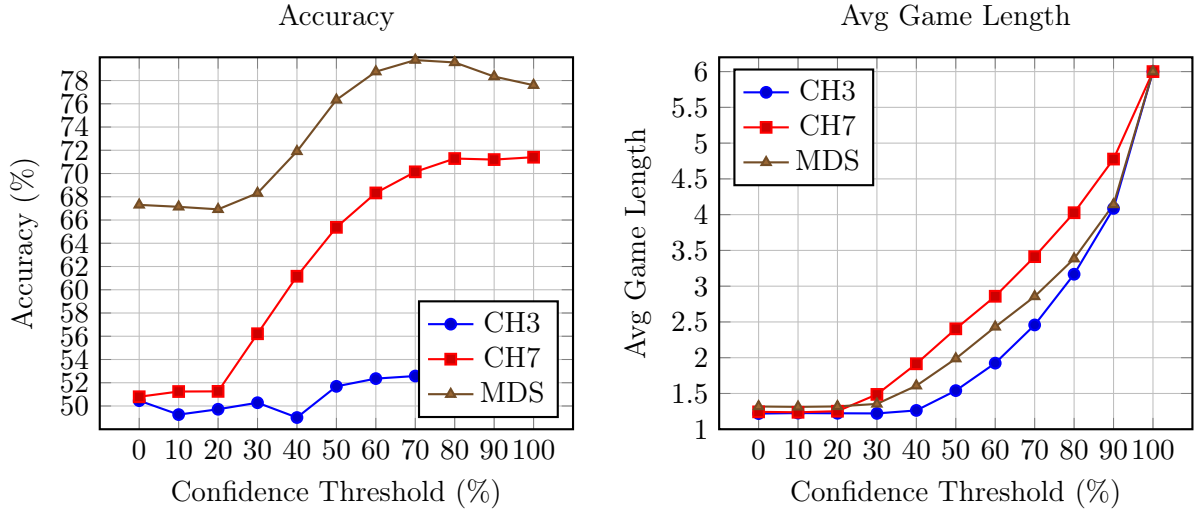 Accuracy
Accuracy (%)
78
76
74
72
70
68
66
64
62
60
58
56
54
52
50
CH3
CH7
MDS
0 10 20 30 40 50 60 70 80 90 100
Confidence Threshold (%)
Avg Game Length
Avg Game Length
6
5.5
5
4.5
4
3.5
3
2.5
2
1.5
1
CH3
CH7
MDS
0 10 20 30 40 50 60 70 80 90 100
Confidence Threshold (%)